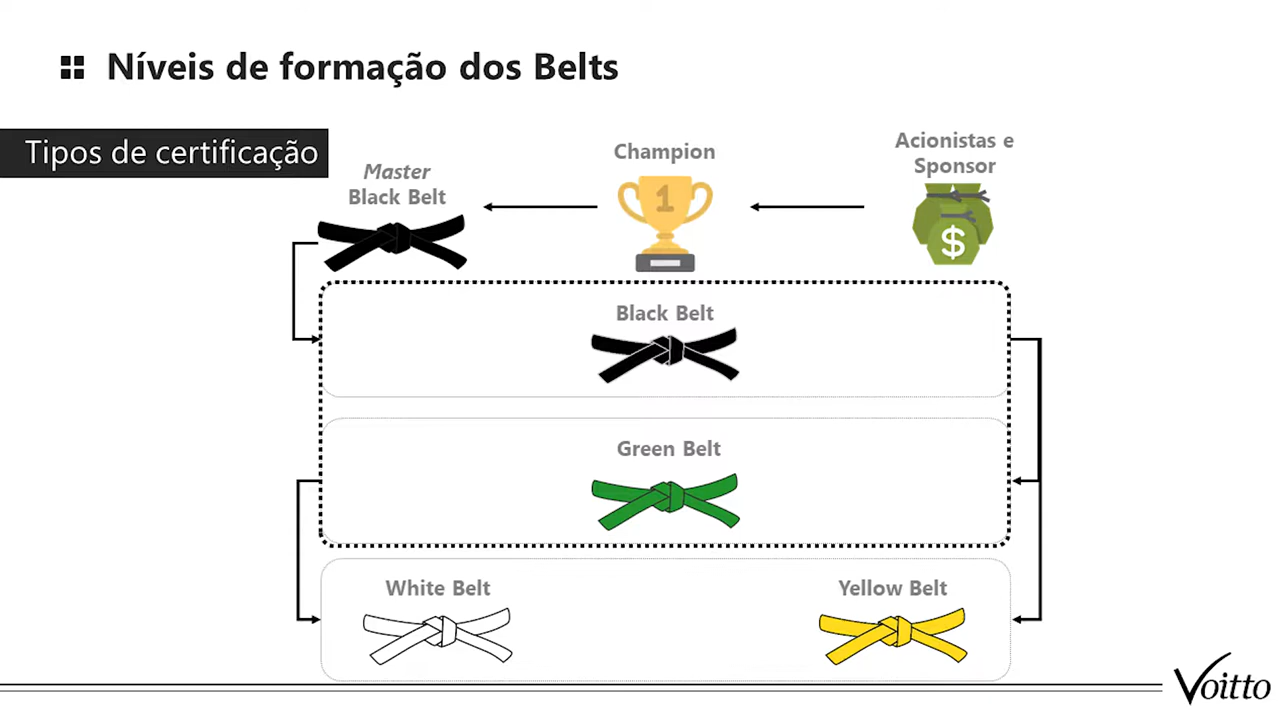 Níveis de formação dos Belts
Tipos de certificação
Master
Black Belt
Champion
1
Acionistas e
Sponsor
$
Black Belt
Green Belt
White Belt
Yellow Belt
Voitto